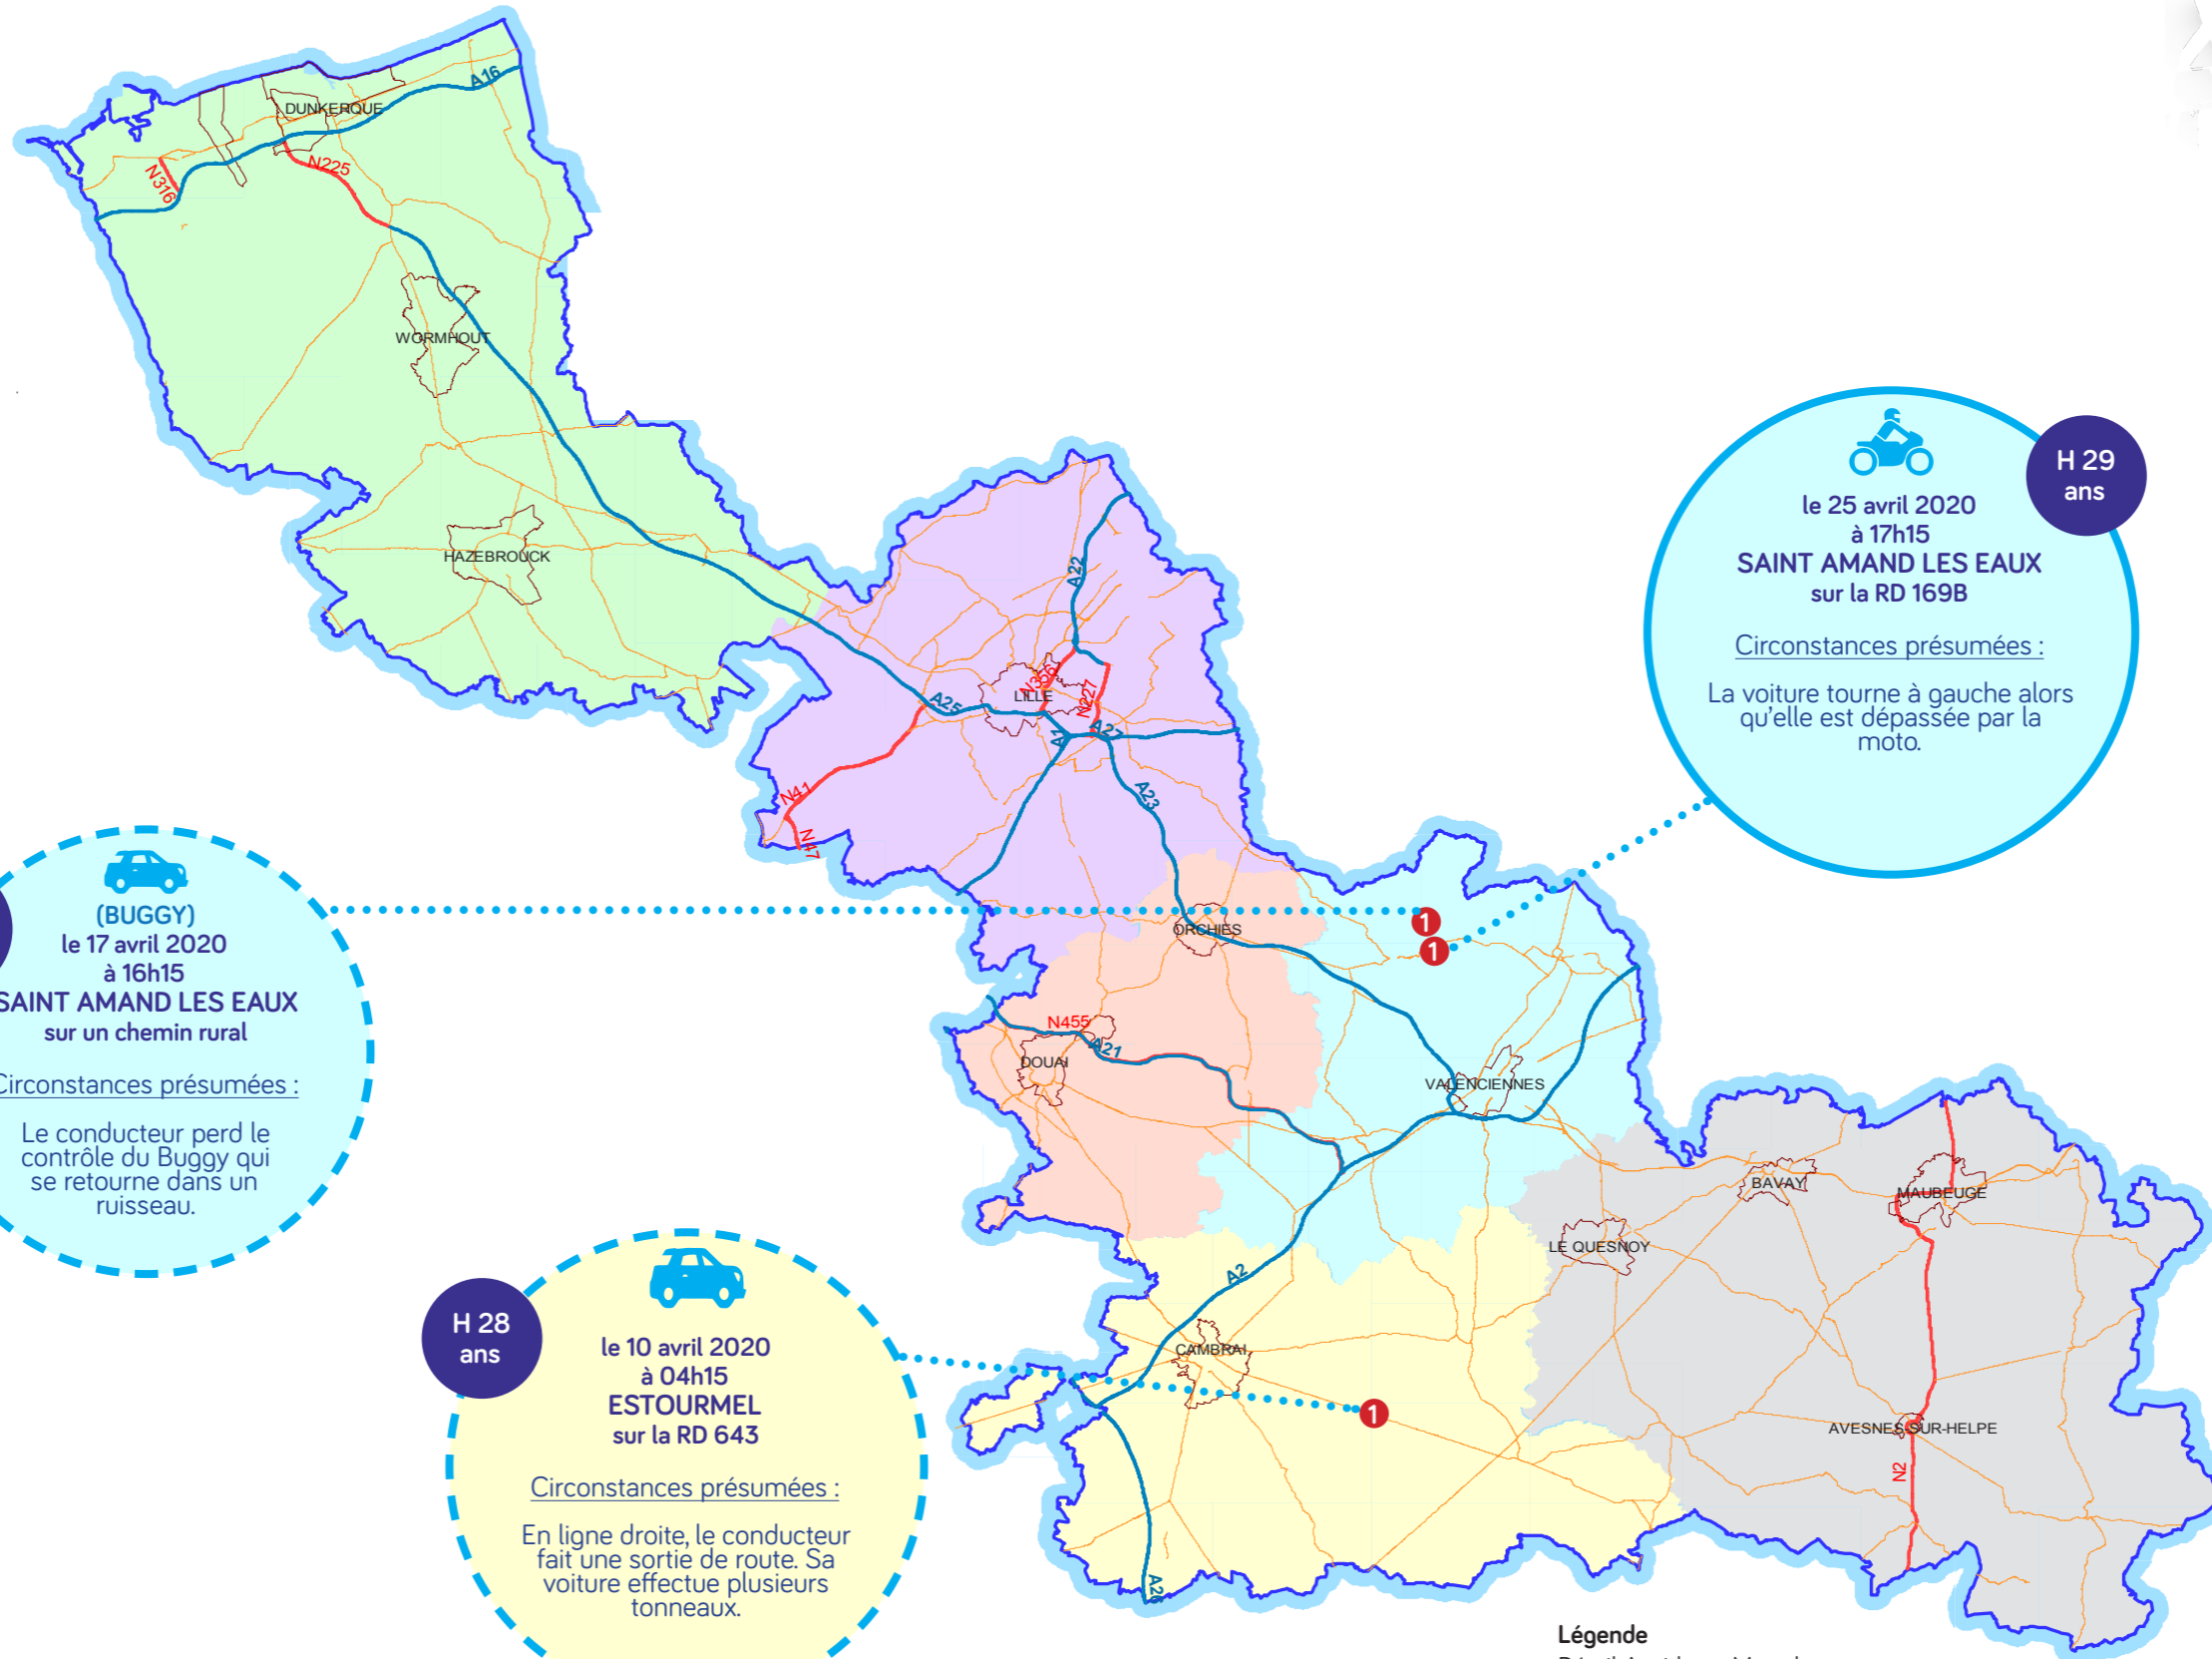 A16
DUNKERQUE
N225
N316
WORMHOUT
HAZEBROUCK
A22
N356
LILLE
N227
A25
A1
A27
A23
N41
N47
ORCHIES
N455
A21
DOUAI
VALENCIENNES
BAVAY
MAUBEUGE
LE QUESNOY
A2
CAMBRAI
AVESNES-SUR-HELPE
N2
A26
1
1
1
H 29
ans
le 25 avril 2020
à 17h15
SAINT AMAND LES EAUX
sur la RD 169B
Circonstances présumées :
La voiture tourne à gauche alors
qu'elle est dépassée par la
moto.
(BUGGY)
le 17 avril 2020
à 16h15
SAINT AMAND LES EAUX
sur un chemin rural
Circonstances présumées :
Le conducteur perd le
contrôle du Buggy qui
se retourne dans un
ruisseau.
H 28
ans
le 10 avril 2020
à 04h15
ESTOURMEL
sur la RD 643
Circonstances présumées :
En ligne droite, le conducteur
fait une sortie de route. Sa
voiture effectue plusieurs
tonneaux.
Légende